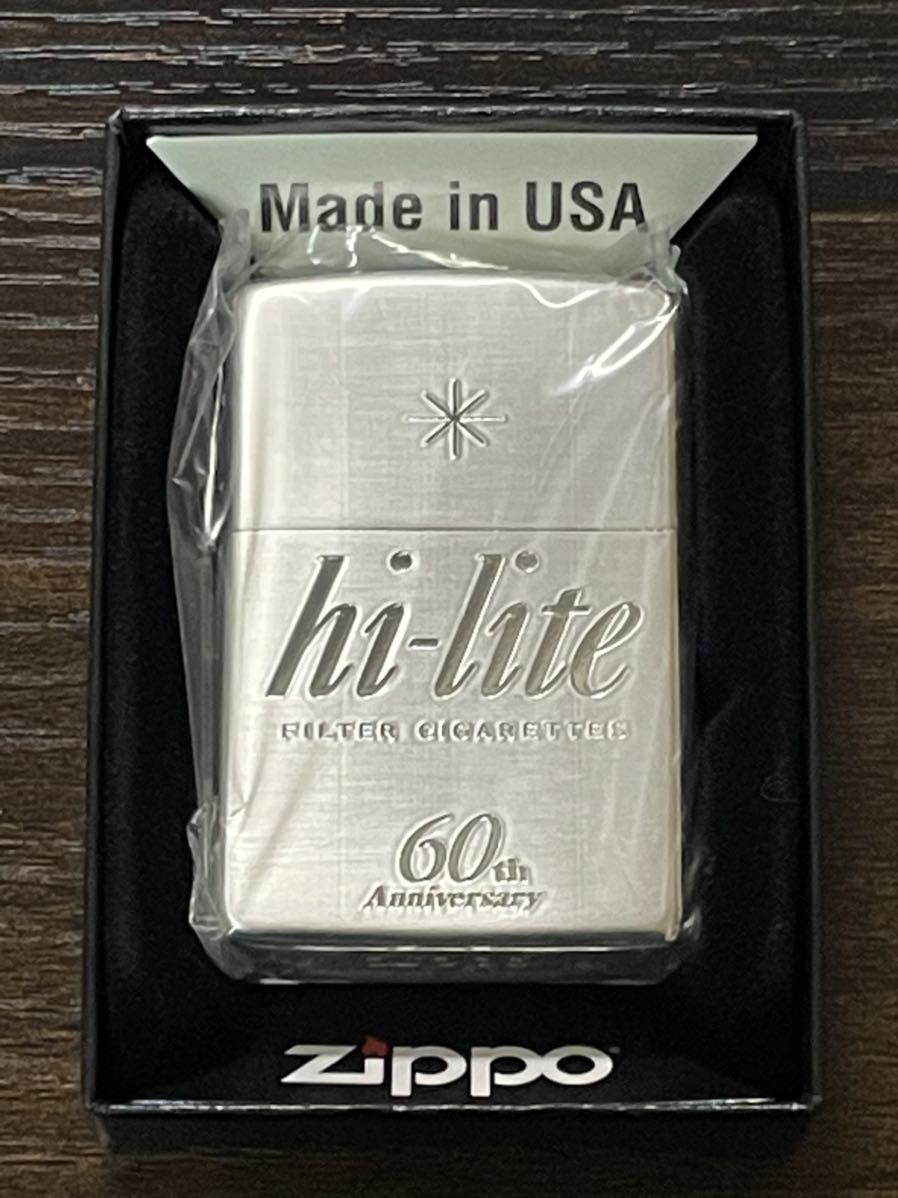 Made in USA
hi-lite
FILTER CIGARETTES
60th
Anniversary
zippo